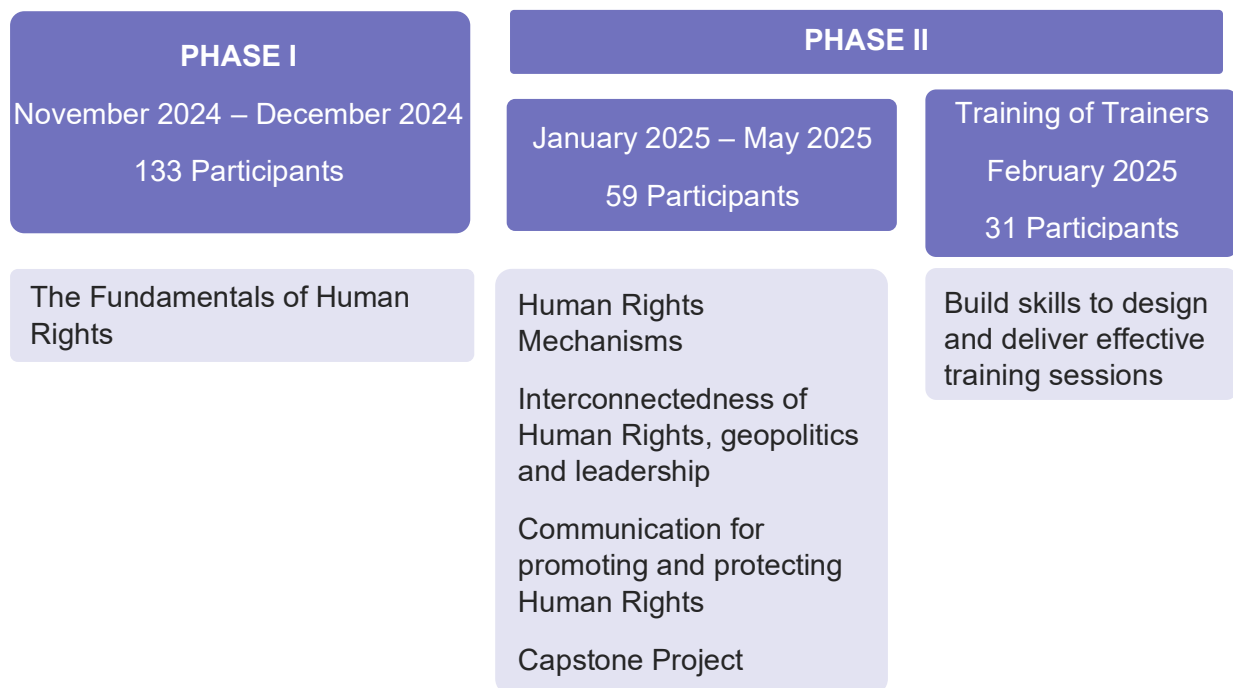 PHASE I
November 2024 – December 2024
133 Participants
The Fundamentals of Human
Rights
PHASE II
January 2025 – May 2025
59 Participants
Human Rights
Mechanisms
Interconnectedness of
Human Rights, geopolitics
and leadership
Communication for
promoting and protecting
Human Rights
Capstone Project
Training of Trainers
February 2025
31 Participants
Build skills to design
and deliver effective
training sessions